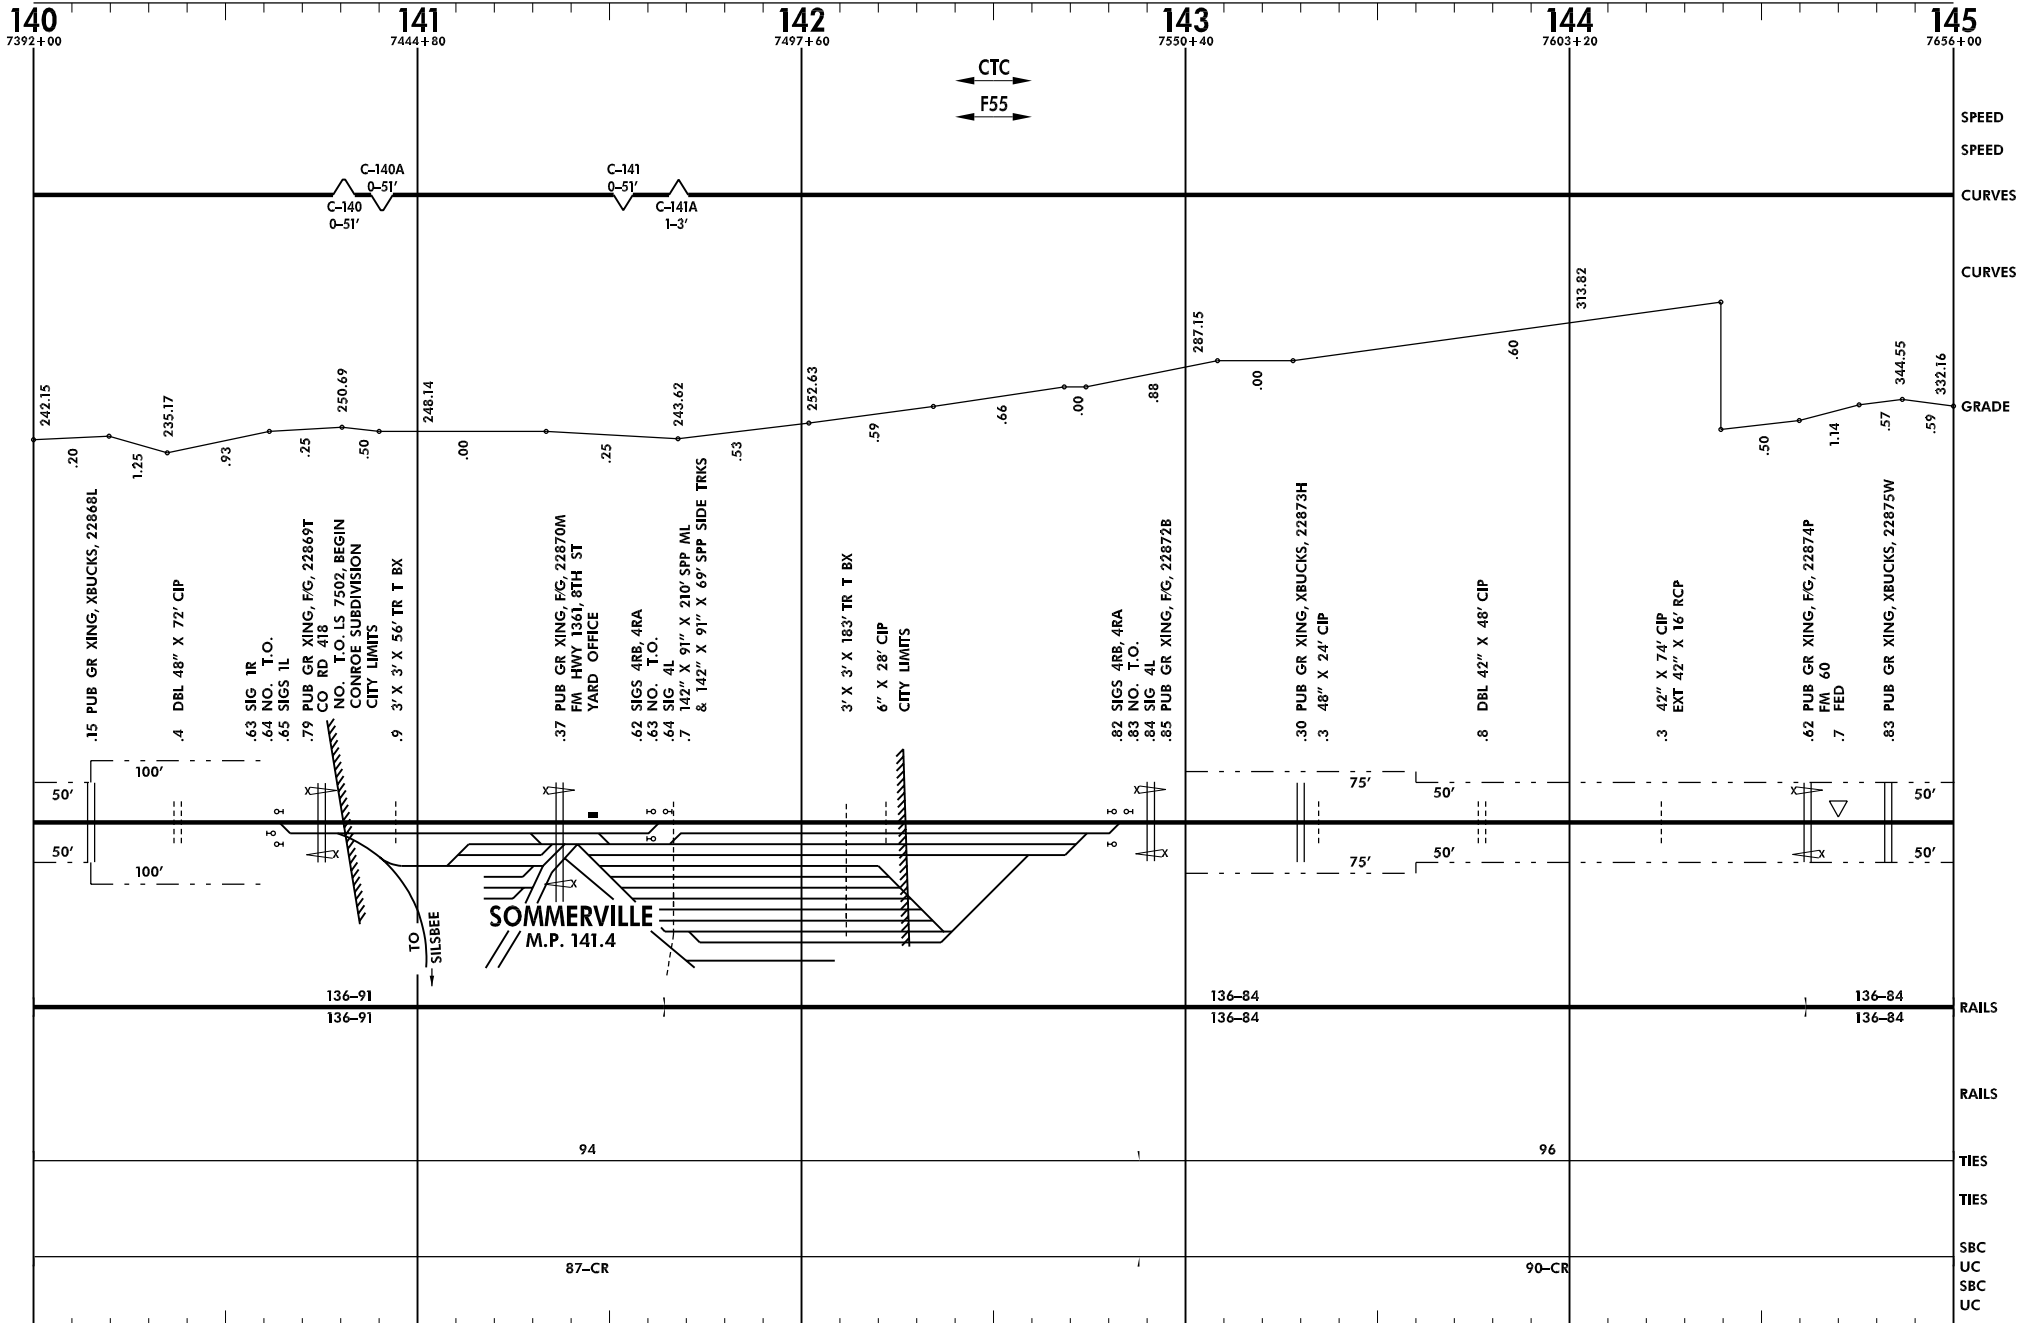 140 141 142 143 144 145
7392+00 7444+80 7497+60 7550+40 7603+20 7656+00
CTC
F55
SPEED
SPEED
C-140A
0-51'
C-141
0-51'
CURVES
C-140
0-51'
C-141A
1-3'
CURVES
242.15
235.17
250.69
248.14
243.62
252.63
287.15
313.82
344.55
332.16
GRADE
.20
1.25
.93
.25
.50
.00
.25
.53
.59
.66
.00
.88
.00
.60
.50
1.14
.57
.59
.15 PUB GR XING, XBUCKS, 22868L
.4 DBL 48" X 72' CIP
.63 SIG 1R
.64 NO. T.O.
.65 SIGS 1L
.79 PUB GR XING, F/G, 22869T
CO RD 418
NO. T.O. LS 7502, BEGIN
CONROE SUBDIVISION
CITY LIMITS
.9 3' X 3' X 56' TR T BX
.37 PUB GR XING, F/G, 22870M
FM HWY 1361, 8TH ST
YARD OFFICE
.62 SIGS 4RB, 4RA
.63 NO. T.O.
.64 SIG 4L
.7 142" X 91" X 210' SPP ML
& 142" X 91" X 69' SPP SIDE TRKS
3' X 3' X 183' TR T BX
6" X 28' CIP
CITY LIMITS
.82 SIGS 4RB, 4RA
.83 NO. T.O.
.84 SIG 4L
.85 PUB GR XING, F/G, 22872B
.30 PUB GR XING, XBUCKS, 22873H
.3 48" X 24' CIP
.8 DBL 42" X 48' CIP
.3 42" X 74' CIP
EXT 42" X 16' RCP
.62 PUB GR XING, F/G, 22874P
FM 60
.7 FED
.83 PUB GR XING, XBUCKS, 22875W
100'
50'
75'
50'
50'
X
X
X
X
50'
X
X
X
X
75'
50'
50'
100'
SOMMERVILLE
M.P. 141.4
TO
SILSBEE
136-91 136-84 136-84
RAILS
136-91 136-84 136-84
RAILS
94 96
TIES
TIES
SBC
87-CR 90-CR UC
SBC
UC